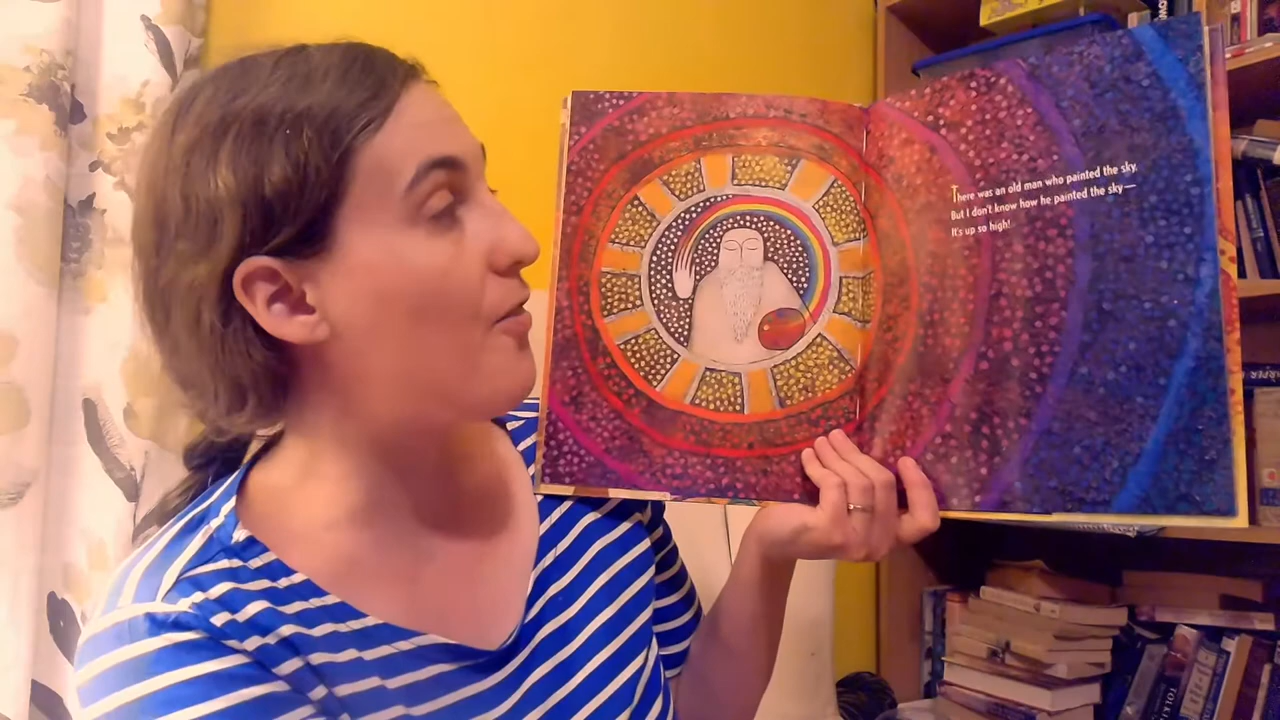 There was an old man who painted the sky,
But I don't know how he painted the sky—
It's up so high!
TOLK